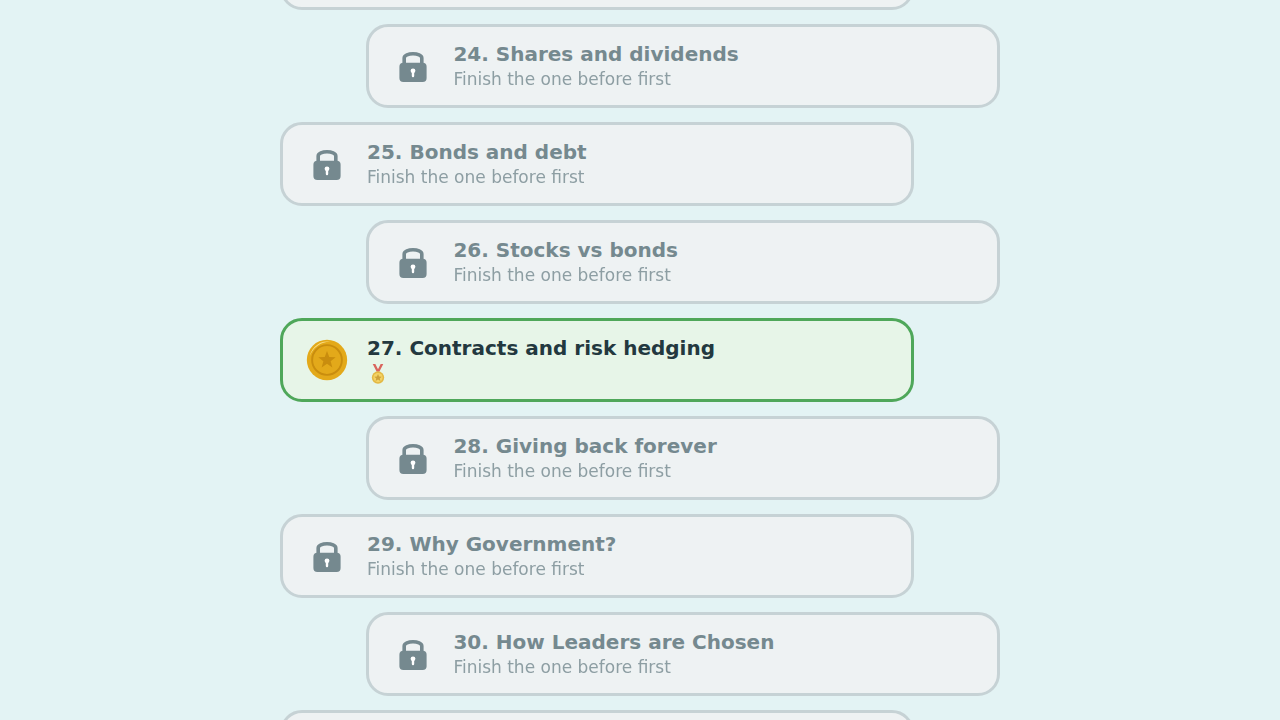 24. Shares and dividends
Finish the one before first
25. Bonds and debt
Finish the one before first
26. Stocks vs bonds
Finish the one before first
27. Contracts and risk hedging
28. Giving back forever
Finish the one before first
29. Why Government?
Finish the one before first
30. How Leaders are Chosen
Finish the one before first